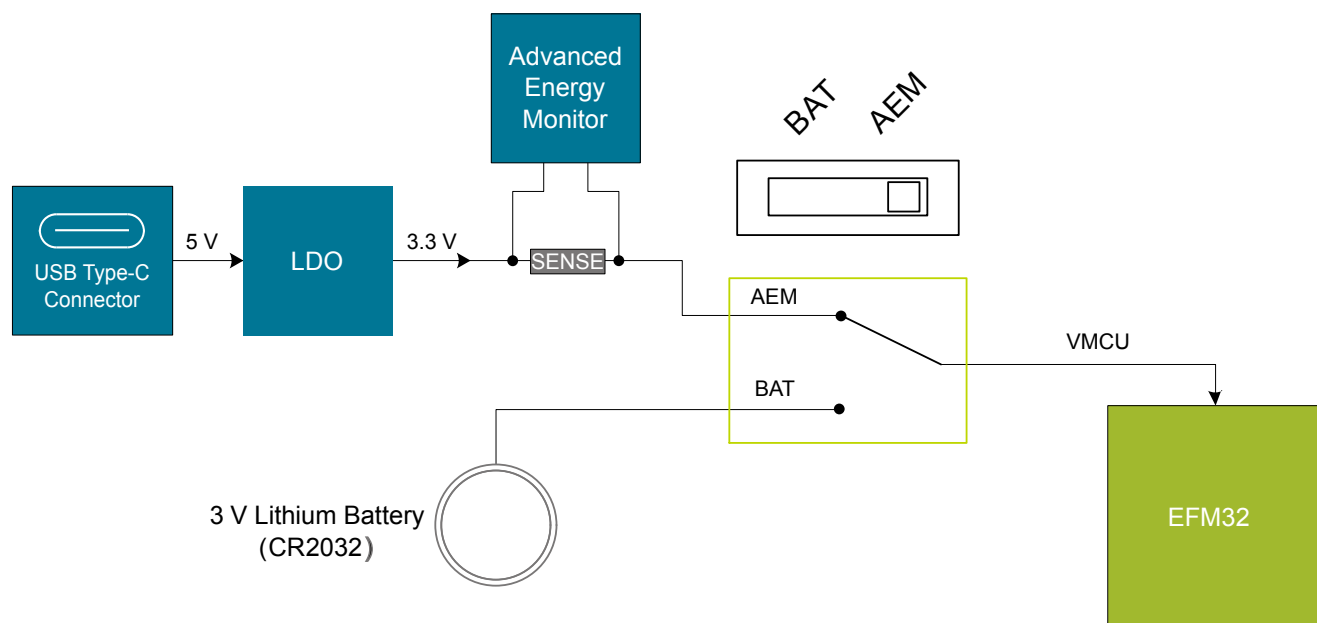 Advanced
Energy
Monitor
BAT
AEM
USB Type-C
Connector
5 V
LDO
3.3 V
SENSE
AEM
BAT
VMCU
3 V Lithium Battery
(CR2032)
EFM32